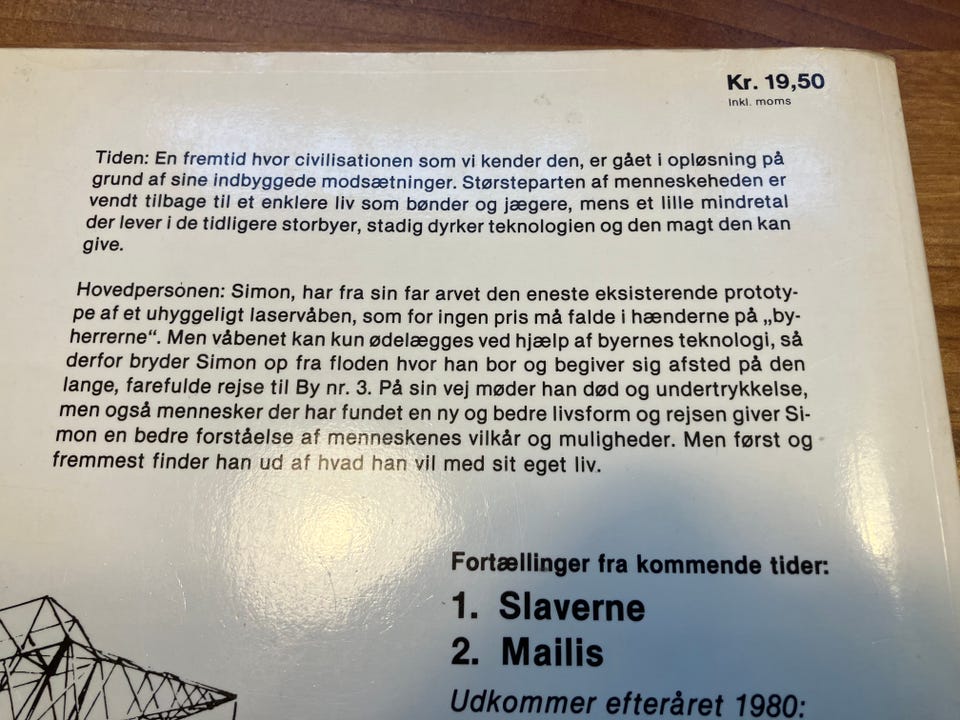 Kr. 19,50
Inkl. moms
Tiden: En fremtid hvor civilisationen som vi kender den, er gået i opløsning på
grund af sine indbyggede modsætninger. Størsteparten af menneskeheden er
vendt tilbage til et enklere liv som bønder og jægere, mens et lille mindretal
der lever i de tidligere storbyer, stadig dyrker teknologien og den magt den kan
give.
Hovedpersonen: Simon, har fra sin far arvet den eneste eksisterende prototy-
pe af et uhyggeligt laservåben, som for ingen pris må falde i hænderne på „by-
herrerne“. Men våbenet kan kun ødelægges ved hjælp af byernes teknologi, så
derfor bryder Simon op fra floden hvor han bor og begiver sig afsted på den
lange, farefulde rejse til By nr. 3. På sin vej møder han død og undertrykkelse,
men også mennesker der har fundet en ny og bedre livsform og rejsen giver Si-
mon en bedre forståelse af menneskenes vilkår og muligheder. Men først og
fremmest finder han ud af hvad han vil med sit eget liv.
Fortællinger fra kommende tider:
1. Slaverne
2. Mailis
Udkommer efteråret 1980: